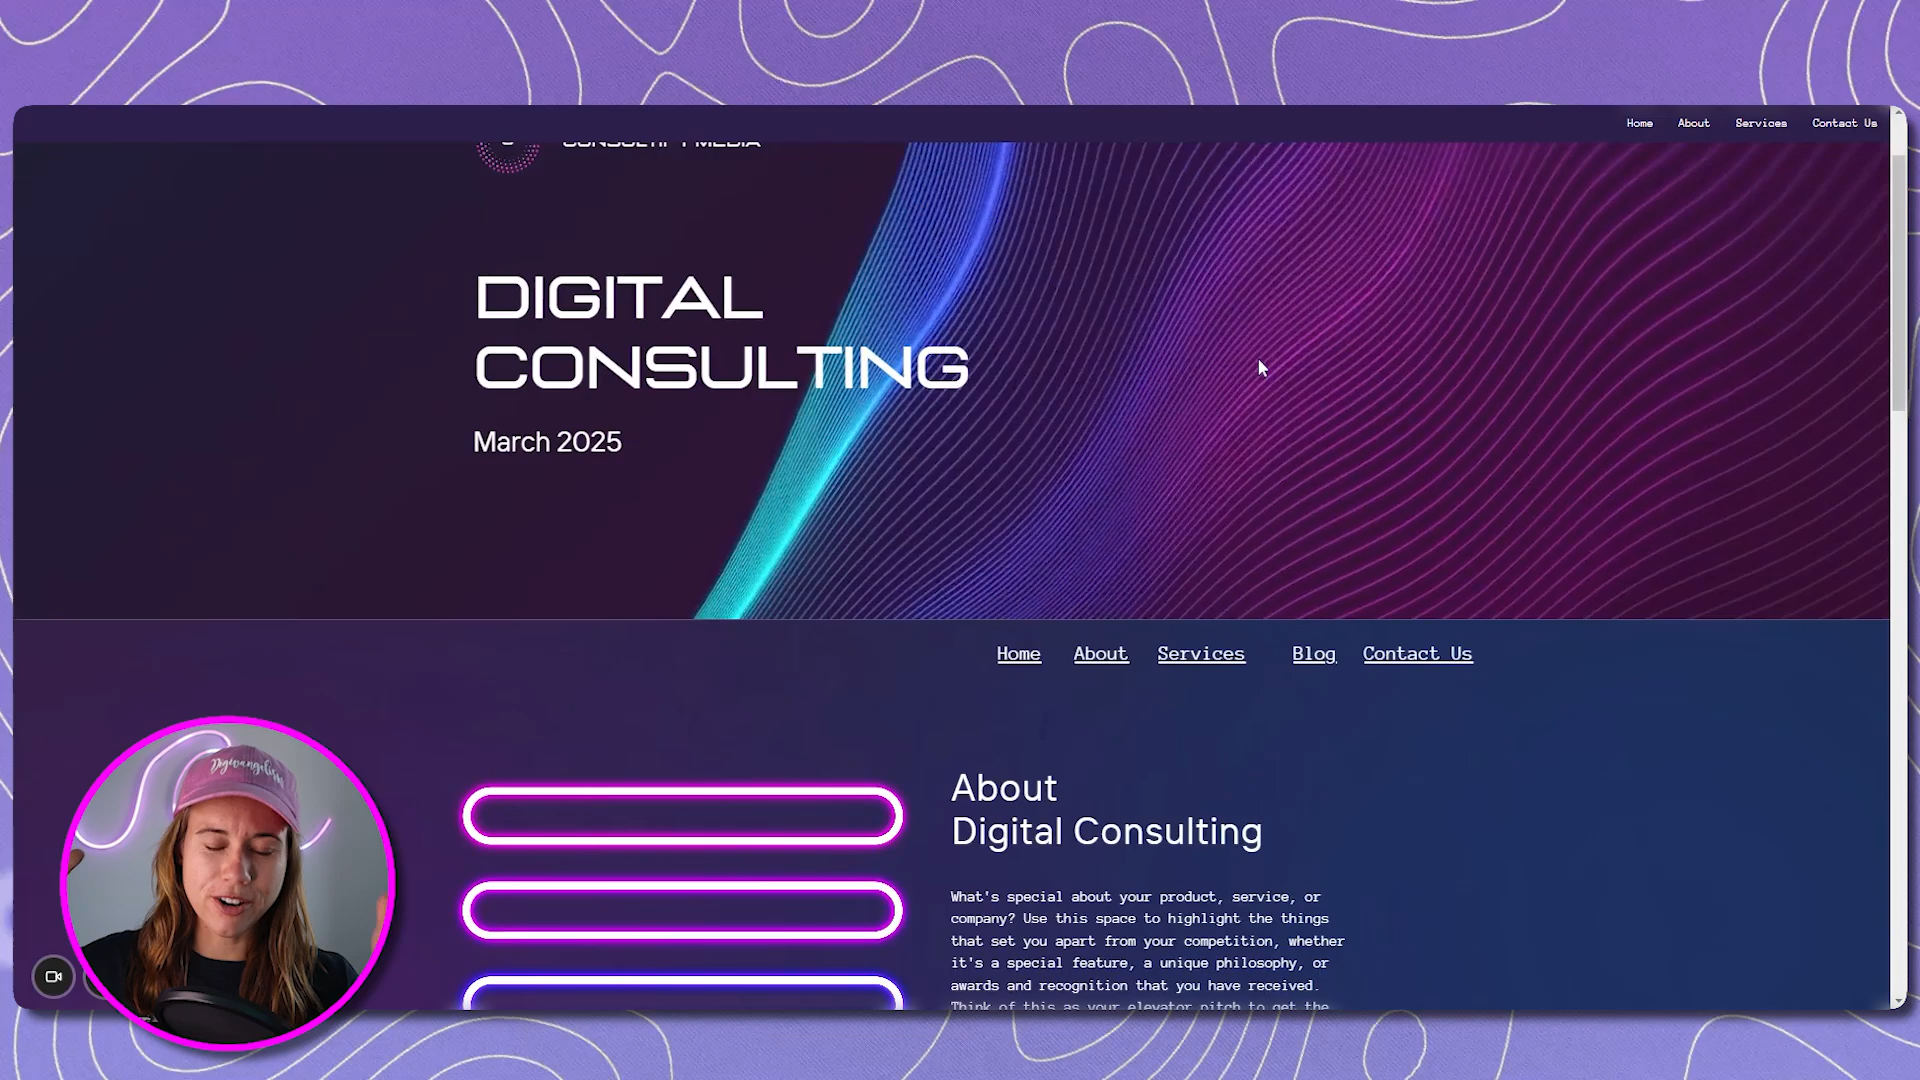 Home About Services Contact Us
DIGITAL
CONSULTING
March 2025
Home About Services Blog Contact Us
About
Digital Consulting
What's special about your product, service, or
company? Use this space to highlight the things
that set you apart from your competition, whether
it's a special feature, a unique philosophy, or
awards and recognition that you have received.
Think of this as your elevator pitch to get the
Digivangelism